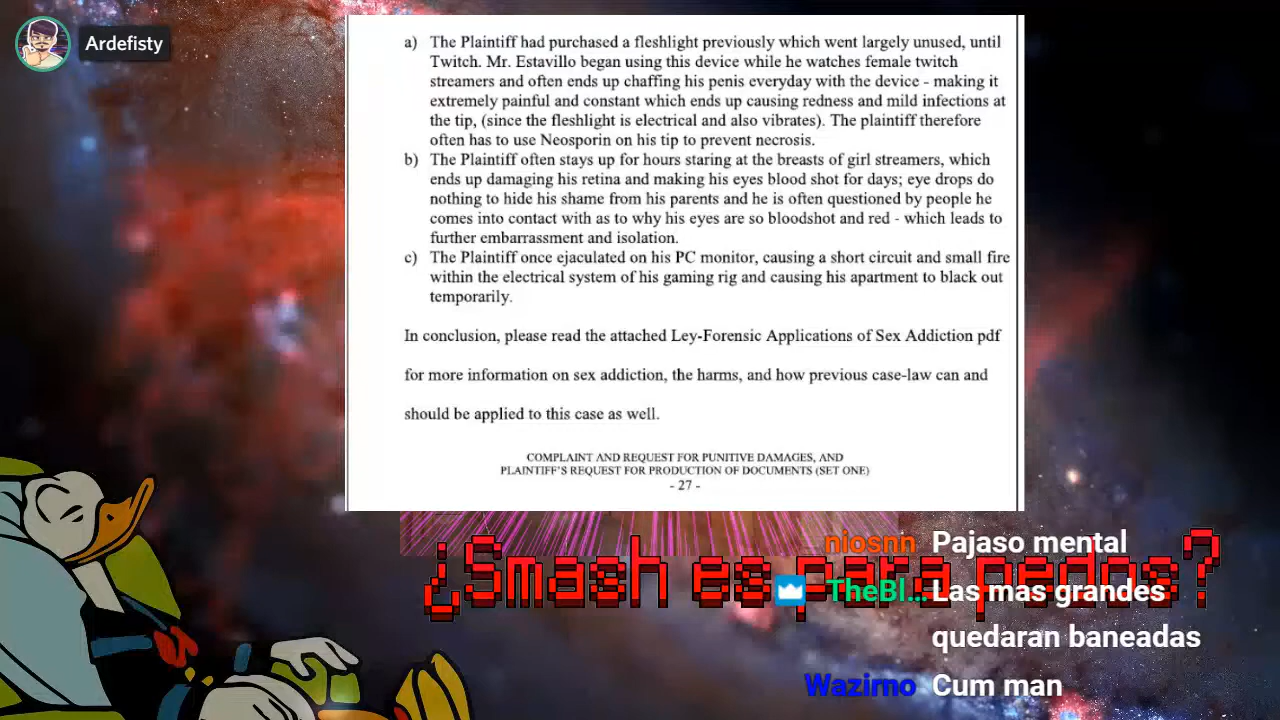 Ardefisty
a) The Plaintiff had purchased a fleshlight previously which went largely unused, until
Twitch. Mr. Estavillo began using this device while he watches female twitch
streamers and often ends up chaffing his penis everyday with the device - making it
extremely painful and constant which ends up causing redness and mild infections at
the tip, (since the fleshlight is electrical and also vibrates). The plaintiff therefore
often has to use Neosporin on his tip to prevent necrosis.
b) The Plaintiff often stays up for hours staring at the breasts of girl streamers, which
ends up damaging his retina and making his eyes blood shot for days; eye drops do
nothing to hide his shame from his parents and he is often questioned by people he
comes into contact with as to why his eyes are so bloodshot and red - which leads to
further embarrassment and isolation.
c) The Plaintiff once ejaculated on his PC monitor, causing a short circuit and small fire
within the electrical system of his gaming rig and causing his apartment to black out
temporarily.
In conclusion, please read the attached Ley-Forensic Applications of Sex Addiction pdf
for more information on sex addiction, the harms, and how previous case-law can and
should be applied to this case as well.
COMPLAINT AND REQUEST FOR PUNITIVE DAMAGES, AND
PLAINTIFF'S REQUEST FOR PRODUCTION OF DOCUMENTS (SET ONE)
- 27 -
niosnn Pajaso mental
¿Smash es para pedos?
TheBl... Las mas grandes
quedaran baneadas
Wazirno Cum man